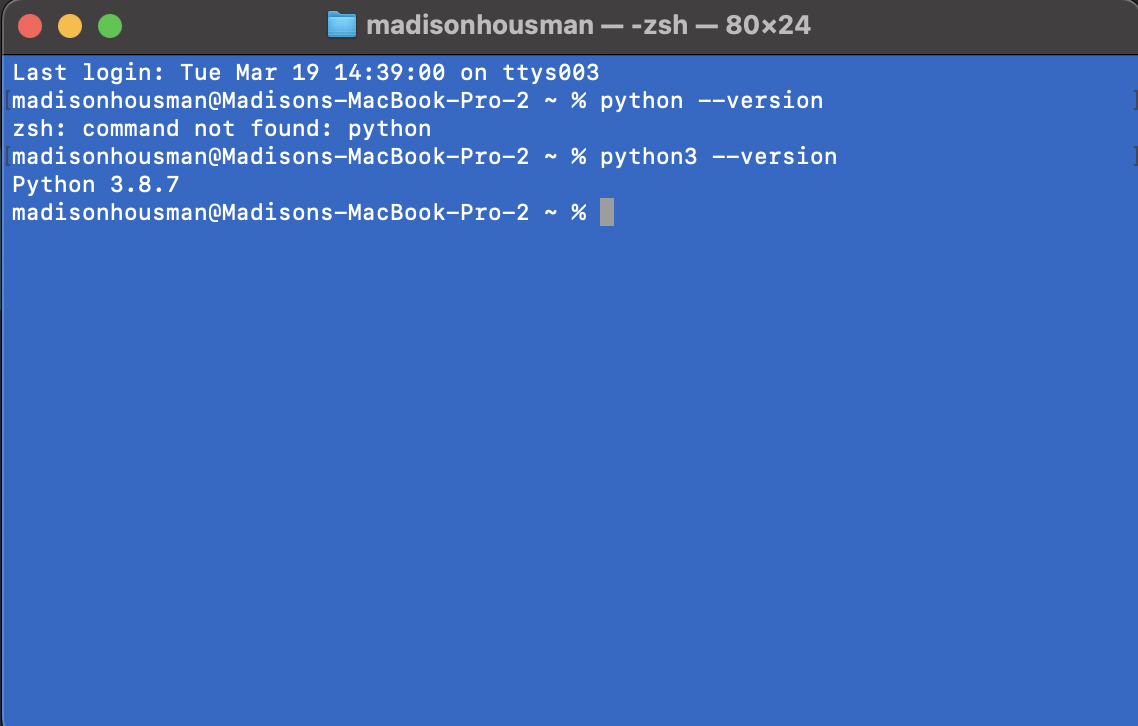 madisonhousman — -zsh — 80×24
Last login: Tue Mar 19 14:39:00 on ttys003
[madisonhousman@Madisons-MacBook-Pro-2 ~ % python --version ]
zsh: command not found: python
[madisonhousman@Madisons-MacBook-Pro-2 ~ % python3 --version ]
Python 3.8.7
madisonhousman@Madisons-MacBook-Pro-2 ~ %